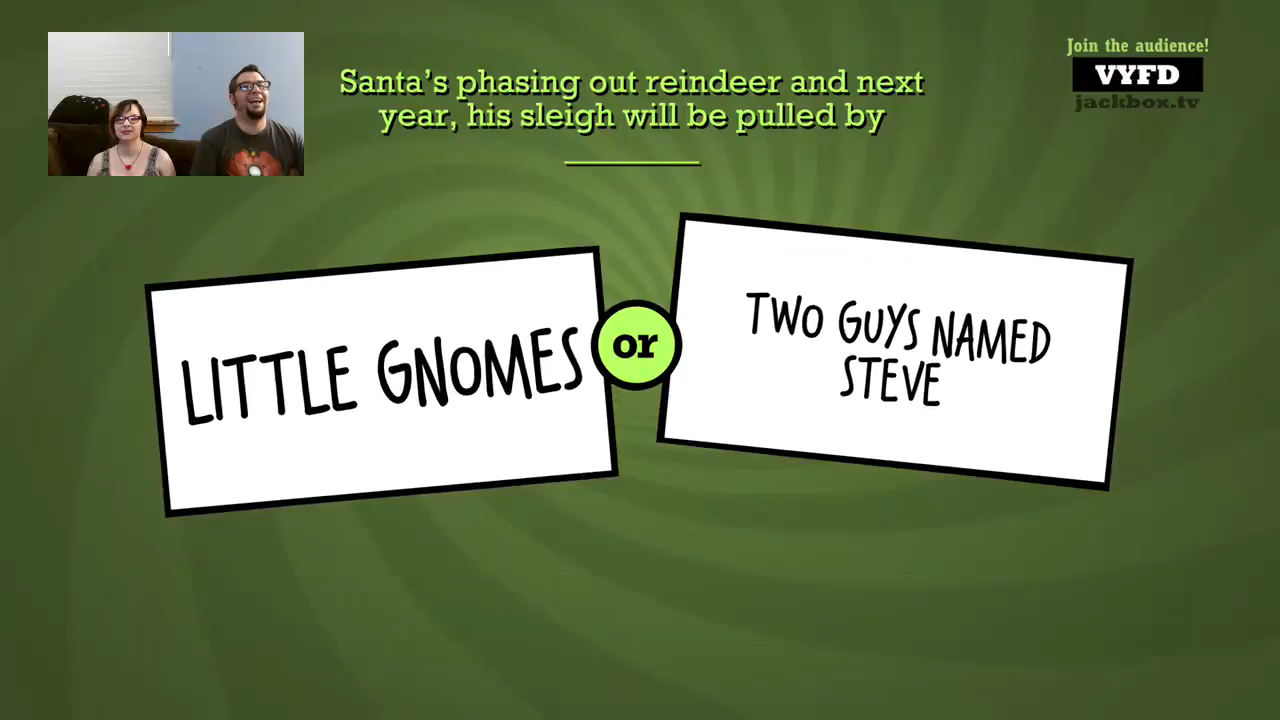 Join the audience!
VYFD
jackbox.tv
Santa's phasing out reindeer and next
year, his sleigh will be pulled by
LITTLE GNOMES
or
TWO GUYS NAMED
STEVE